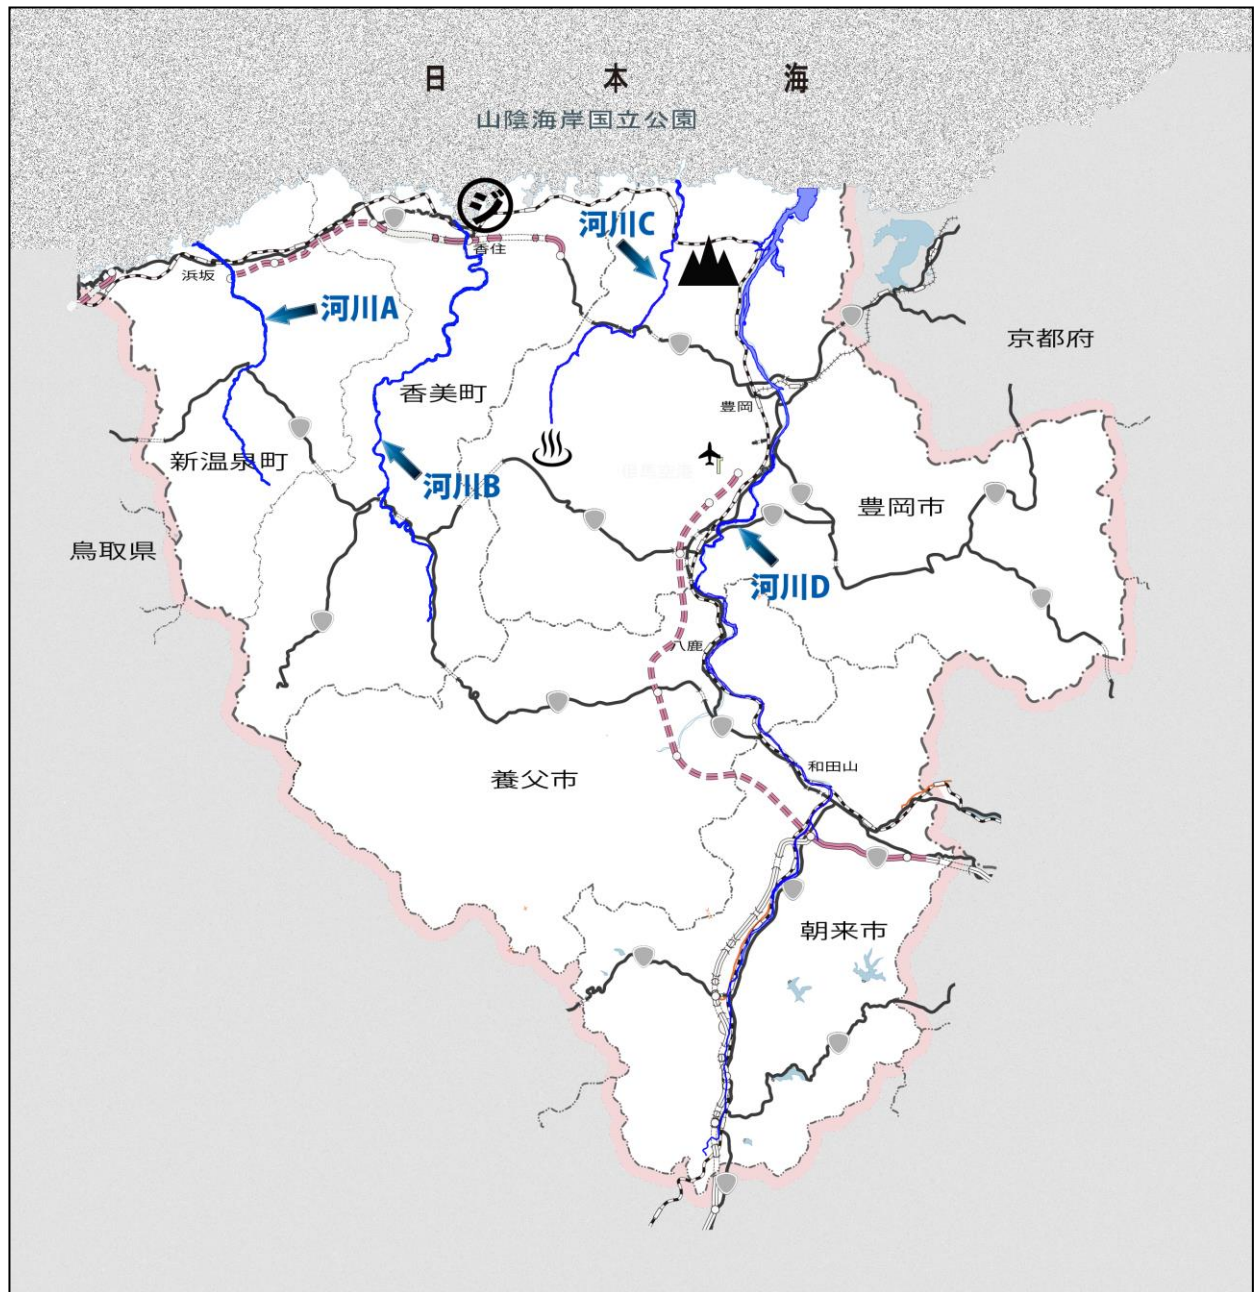 日本海
山陰海岸国立公園
ジ
河川C
香住
浜坂
河川A
京都府
香美町
豊岡
新温泉町
河川B
豊岡市
鳥取県
河川D
八鹿
和田山
養父市
朝来市